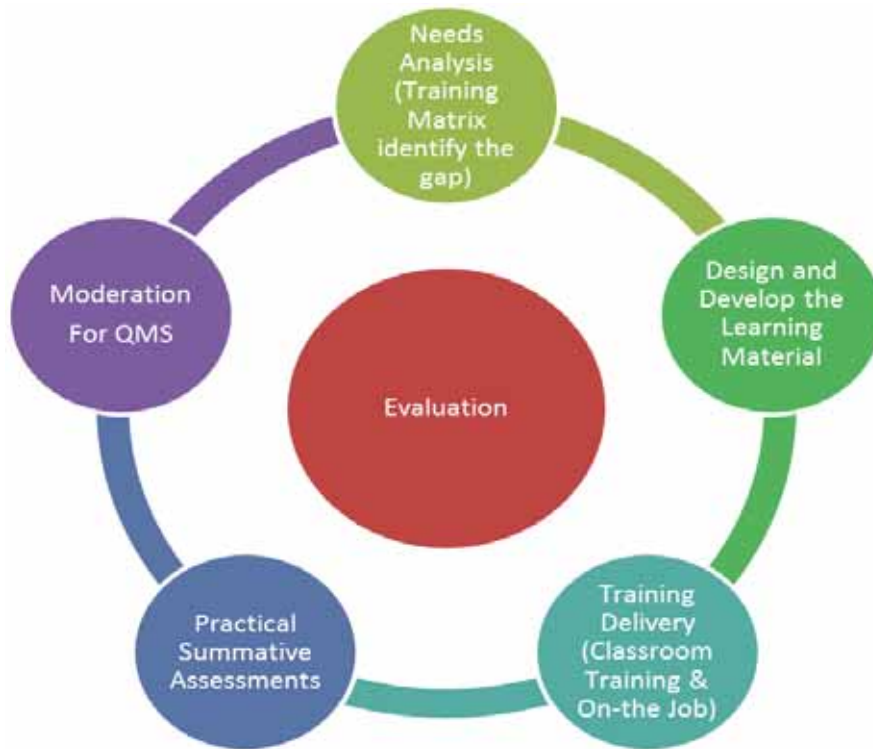 Needs
Analysis
(Training
Matrix
identify the
gap)
Design and
Develop the
Learning
Material
Training
Delivery
(Classroom
Training &
On-the Job)
Practical
Summative
Assessments
Moderation
For QMS
Evaluation